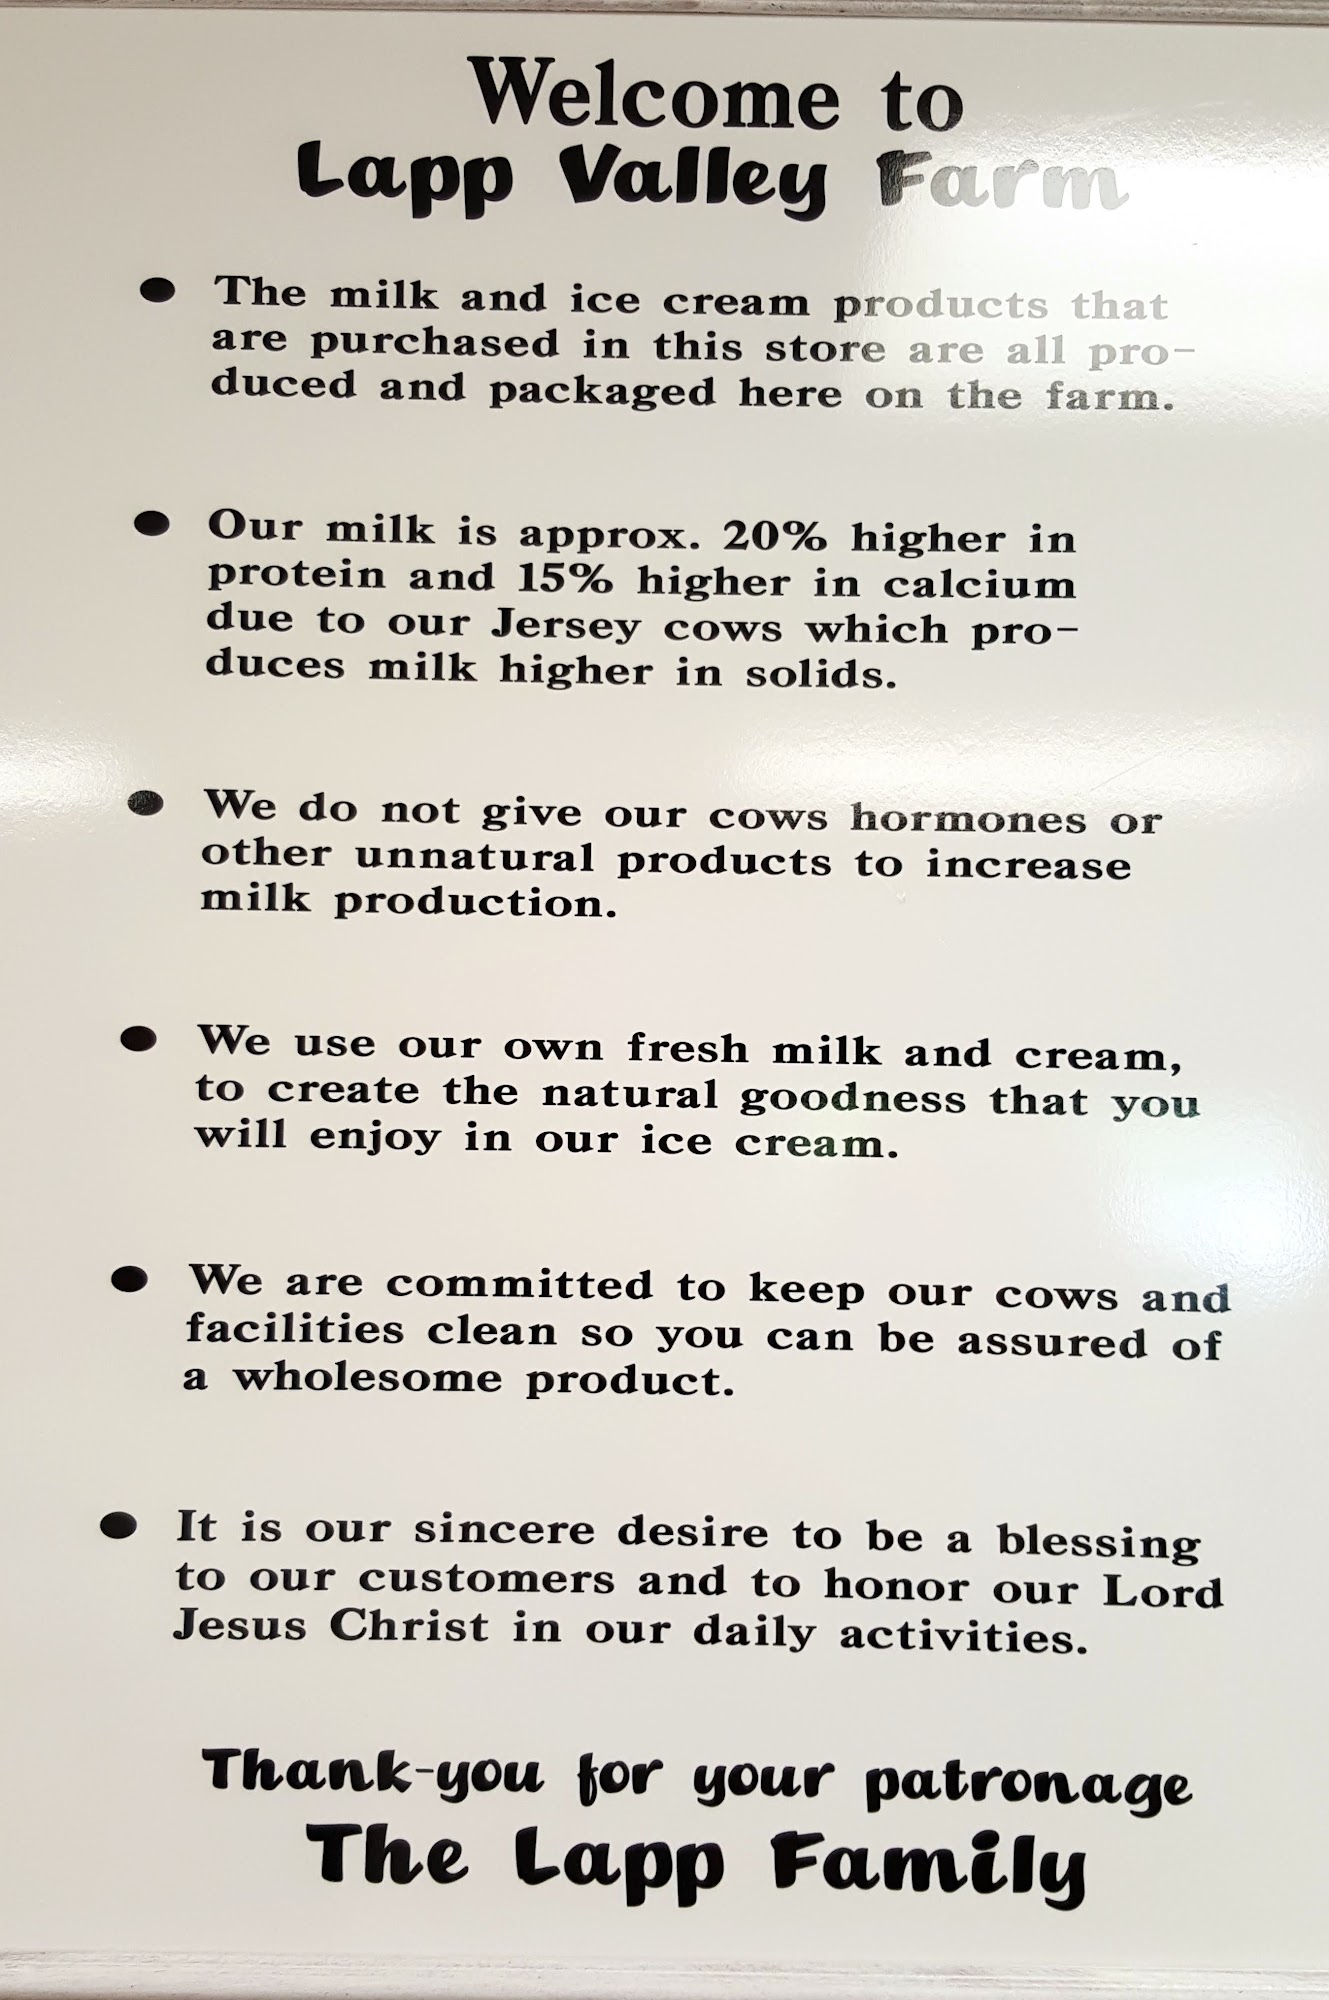 Welcome to
Lapp Valley Farm
● The milk and ice cream products that
are purchased in this store are all pro-
duced and packaged here on the farm.
● Our milk is approx. 20% higher in
protein and 15% higher in calcium
due to our Jersey cows which pro-
duces milk higher in solids.
● We do not give our cows hormones or
other unnatural products to increase
milk production.
● We use our own fresh milk and cream,
to create the natural goodness that you
will enjoy in our ice cream.
● We are committed to keep our cows and
facilities clean so you can be assured of
a wholesome product.
● It is our sincere desire to be a blessing
to our customers and to honor our Lord
Jesus Christ in our daily activities.
Thank-you for your patronage
The Lapp Family